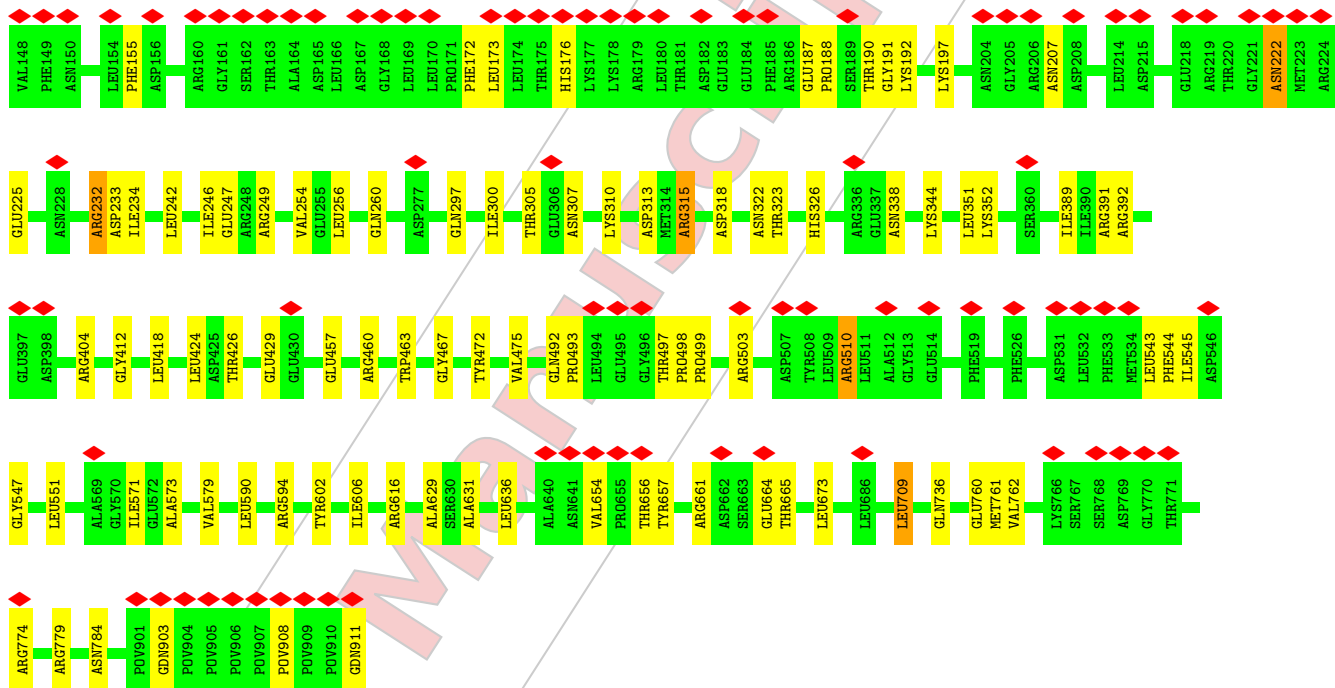 VAL148 PHE149 ASN150 LEU154 PHE155 ASP156 ARG160 GLY161 SER162 THR163 ALA164 ASP165 LEU166 ASP167 GLY168 LEU169 LEU170 PRO171 PHE172 LEU173 LEU174 THR175 HIS176 LYS177 LYS178 ARG179 LEU180 THR181 ASP182 GLU183 GLU184 PHE185 ARG186 GLU187 PRO188 SER189 THR190 GLY191 LYS192 LYS197 ASN204 GLY205 ARG206 ASN207 ASP208 LEU214 ASP215 GLU218 ARG219 THR220 GLY221 ASN222 MET223 ARG224
GLU225 ASN228 ARG232 ASP233 ILE234 LEU242 ILE246 GLU247 ARG248 ARG249 VAL254 GLU255 LEU256 GLN260 ASP277 GLN297 ILE300 THR305 GLU306 ASN307 LYS310 ASP313 MET314 ARG315 ASP318 ASN322 THR323 HIS326 ARG336 GLU337 ASN338 LYS344 LEU351 LYS352 SER360 ILE389 ILE390 ARG391 ARG392
GLU397 ASP398 ARG404 GLY412 LEU418 LEU424 ASP425 THR426 GLU429 GLU430 GLU457 ARG460 TRP463 GLY467 TYR472 VAL475 GLN492 PRO493 LEU494 GLU495 GLY496 THR497 PRO498 PRO499 ARG503 ASP507 TYR508 LEU509 ARG510 LEU511 ALA512 GLY513 GLU514 PHE519 PHE526 ASP531 LEU532 PHE533 MET534 LEU543 PHE544 ILE545 ASP546
GLY547 LEU551 ALA569 GLY570 ILE571 GLU572 ALA573 VAL579 LEU590 ARG594 TYR602 ILE606 ARG616 ALA629 SER630 ALA631 LEU636 ALA640 ASN641 VAL654 PRO655 THR656 TYR657 ARG661 ASP662 SER663 GLU664 THR665 LEU673 LEU686 LEU709 GLN736 GLU760 MET761 VAL762 LYS766 SER767 SER768 ASP769 GLY770 THR771
ARG774 ARG779 ASN784 POV901 GDN903 POV904 POV905 POV906 POV907 POV908 POV909 POV910 GDN911
Manusc